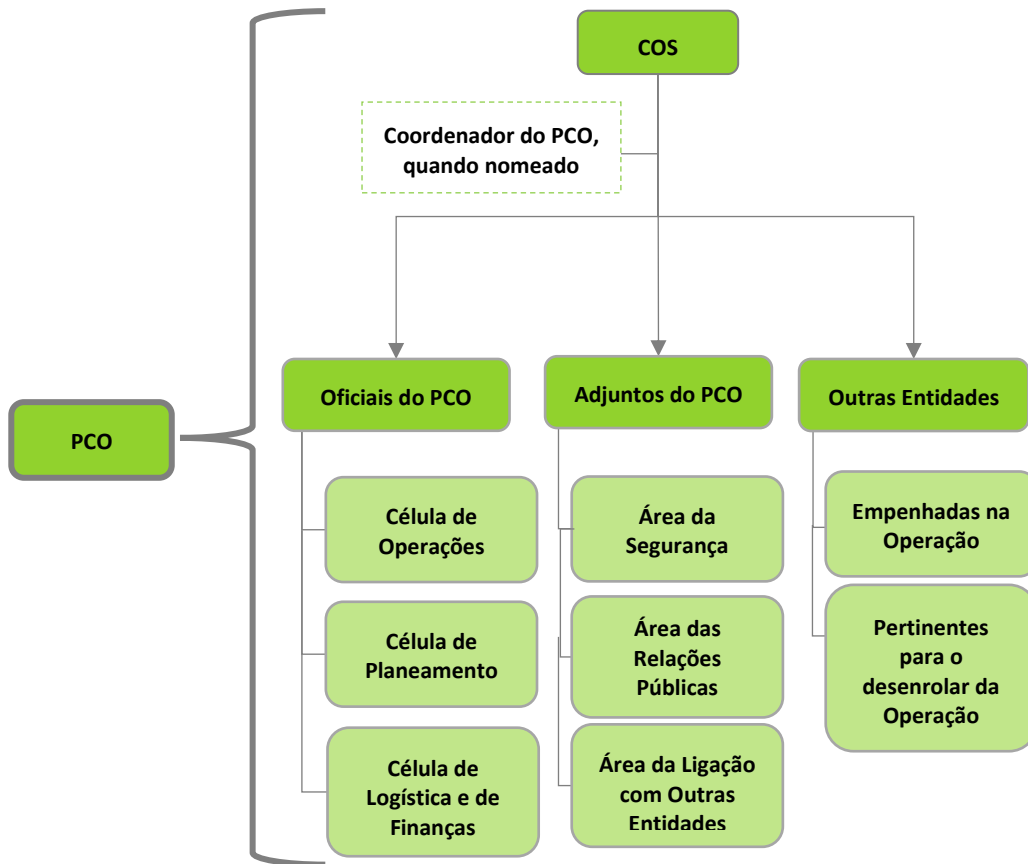 COS
Coordenador do PCO,
quando nomeado
PCO
Oficiais do PCO
Célula de
Operações
Célula de
Planeamento
Célula de
Logística e de
Finanças
Adjuntos do PCO
Área da
Segurança
Área das
Relações
Públicas
Área da Ligação
com Outras
Entidades
Outras Entidades
Empenhadas na
Operação
Pertinentes
para o
desenrolar da
Operação